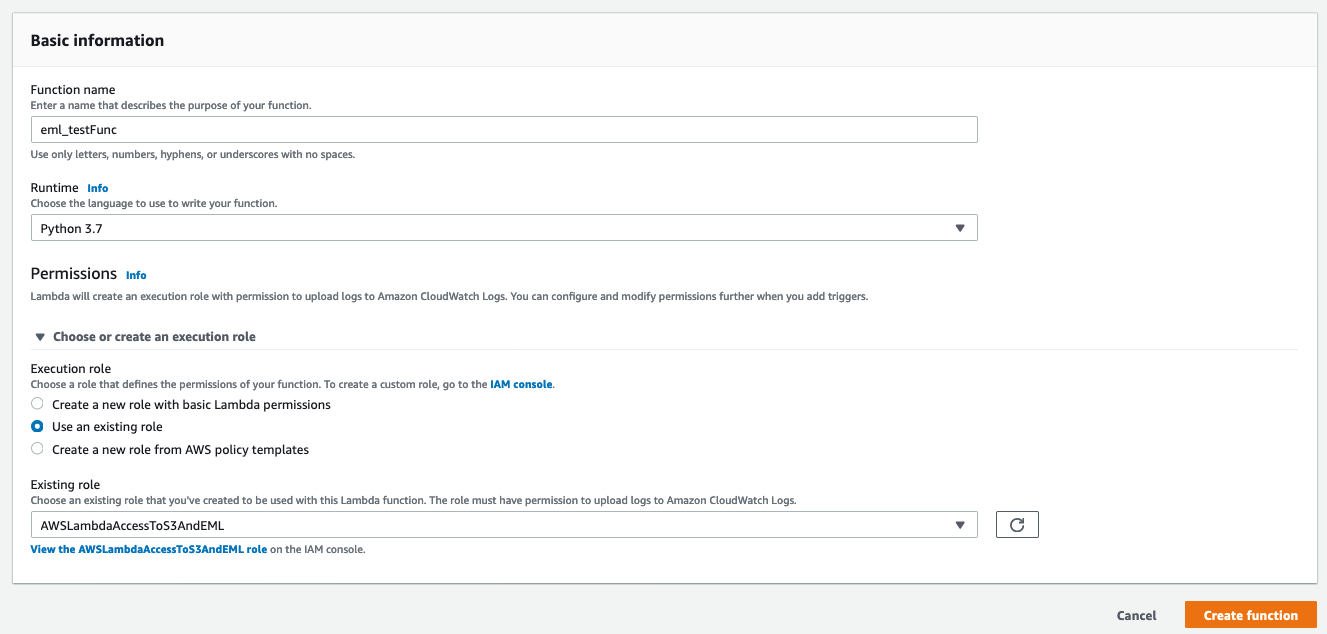 Basic information
Function name
Enter a name that describes the purpose of your function.
eml_testFunc
Use only letters, numbers, hyphens, or underscores with no spaces.
Runtime Info
Choose the language to use to write your function.
Python 3.7
Permissions Info
Lambda will create an execution role with permission to upload logs to Amazon CloudWatch Logs. You can configure and modify permissions further when you add triggers.
Choose or create an execution role
Execution role
Choose a role that defines the permissions of your function. To create a custom role, go to the IAM console.
Create a new role with basic Lambda permissions
Use an existing role
Create a new role from AWS policy templates
Existing role
Choose an existing role that you've created to be used with this Lambda function. The role must have permission to upload logs to Amazon CloudWatch Logs.
AWSLambdaAccessToS3AndEML
View the AWSLambdaAccessToS3AndEML role on the IAM console.
Cancel Create function